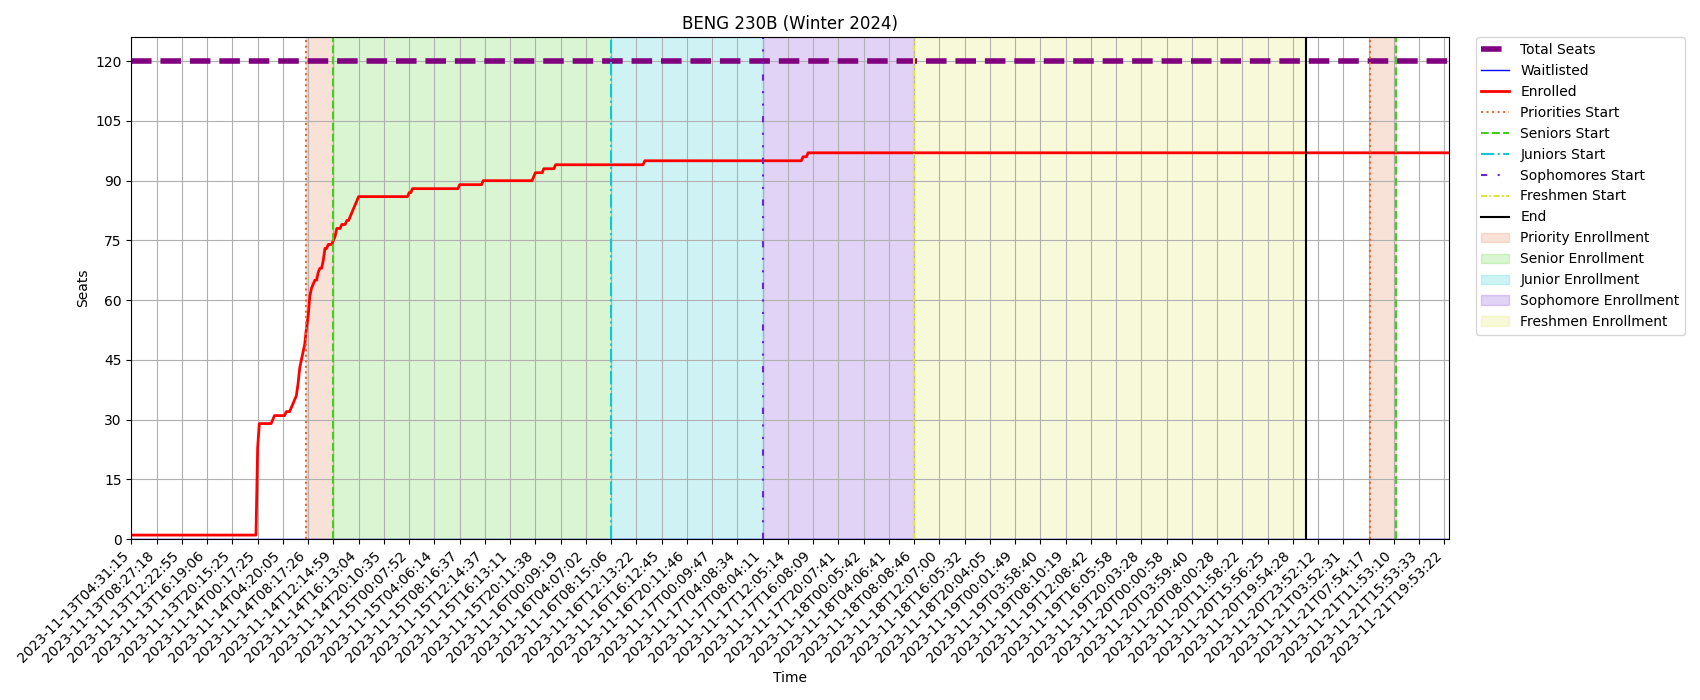 BENG 230B (Winter 2024)
Seats
120
105
90
75
60
45
30
15
0
2023-11-13T04:31:15
2023-11-13T08:27:18
2023-11-13T12:22:55
2023-11-13T16:19:06
2023-11-13T20:15:25
2023-11-14T00:17:25
2023-11-14T04:20:05
2023-11-14T08:17:26
2023-11-14T12:14:59
2023-11-14T16:13:04
2023-11-14T20:10:35
2023-11-15T00:07:52
2023-11-15T04:06:14
2023-11-15T08:16:37
2023-11-15T12:14:37
2023-11-15T16:13:11
2023-11-15T20:11:38
2023-11-16T00:09:19
2023-11-16T04:07:02
2023-11-16T08:15:06
2023-11-16T12:13:22
2023-11-16T16:12:45
2023-11-16T20:11:46
2023-11-17T00:09:47
2023-11-17T04:08:34
2023-11-17T08:04:11
2023-11-17T12:05:14
2023-11-17T16:08:09
2023-11-17T20:07:41
2023-11-18T00:05:42
2023-11-18T04:06:41
2023-11-18T08:08:46
2023-11-18T12:07:00
2023-11-18T16:05:32
2023-11-18T20:04:05
2023-11-19T00:01:49
2023-11-19T03:58:40
2023-11-19T08:10:19
2023-11-19T12:08:42
2023-11-19T16:05:58
2023-11-19T20:03:28
2023-11-20T00:00:58
2023-11-20T03:59:40
2023-11-20T08:00:28
2023-11-20T11:58:22
2023-11-20T15:56:25
2023-11-20T19:54:28
2023-11-20T23:52:12
2023-11-21T03:52:31
2023-11-21T07:54:17
2023-11-21T11:53:10
2023-11-21T15:53:33
2023-11-21T19:53:22
Time
Total Seats
Waitlisted
Enrolled
Priorities Start
Seniors Start
Juniors Start
Sophomores Start
Freshmen Start
End
Priority Enrollment
Senior Enrollment
Junior Enrollment
Sophomore Enrollment
Freshmen Enrollment